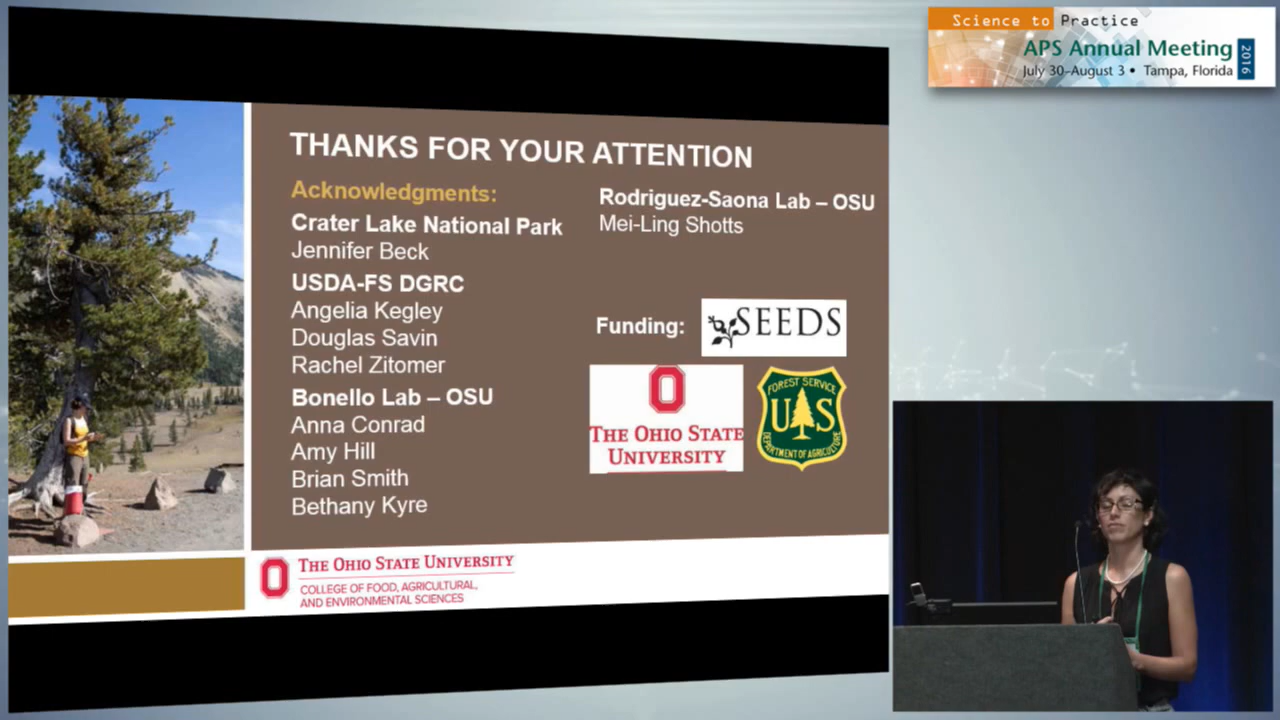 Science to Practice
APS Annual Meeting
2016
July 30-August 3 • Tampa, Florida
THANKS FOR YOUR ATTENTION
Acknowledgments:
Crater Lake National Park
Jennifer Beck
USDA-FS DGRC
Angelia Kegley
Douglas Savin
Rachel Zitomer
Bonello Lab – OSU
Anna Conrad
Amy Hill
Brian Smith
Bethany Kyre
Rodriguez-Saona Lab – OSU
Mei-Ling Shotts
Funding:
SEEDS
THE OHIO STATE
UNIVERSITY
FOREST SERVICE
U S
DEPARTMENT OF AGRICULTURE
THE OHIO STATE UNIVERSITY
COLLEGE OF FOOD, AGRICULTURAL,
AND ENVIRONMENTAL SCIENCES